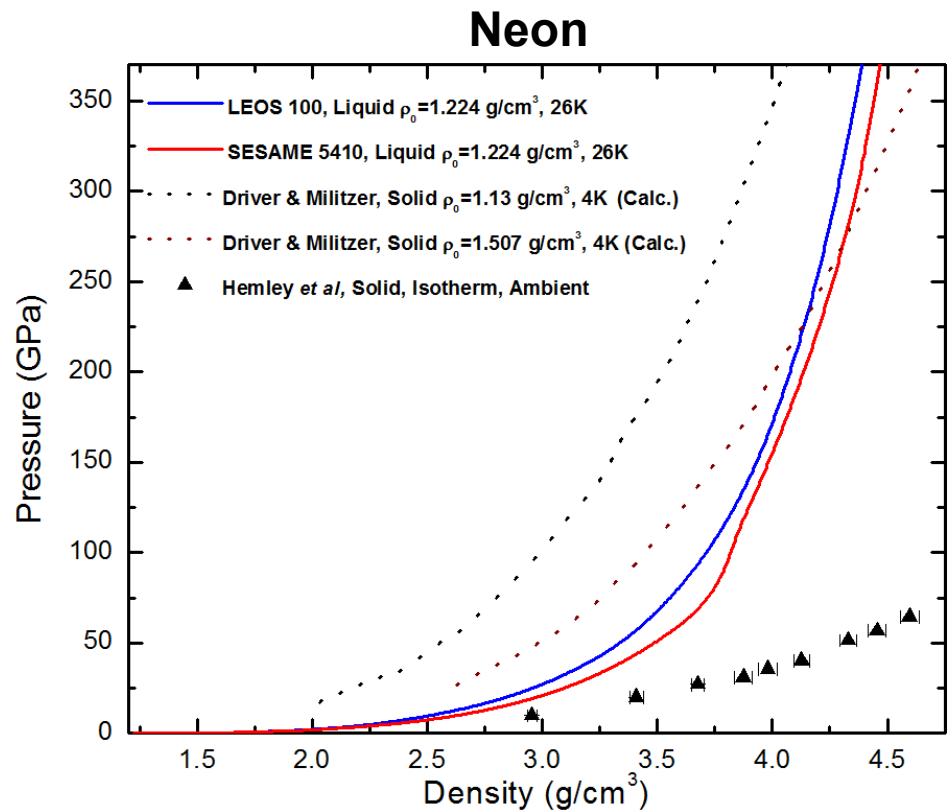 Neon
LEOS 100, Liquid ρ₀=1.224 g/cm³, 26K
SESAME 5410, Liquid ρ₀=1.224 g/cm³, 26K
Driver & Militzer, Solid ρ₀=1.13 g/cm³, 4K (Calc.)
Driver & Militzer, Solid ρ₀=1.507 g/cm³, 4K (Calc.)
Hemley et al, Solid, Isotherm, Ambient
Pressure (GPa)
350
300
250
200
150
100
50
0
1.5 2.0 2.5 3.0 3.5 4.0 4.5
Density (g/cm³)